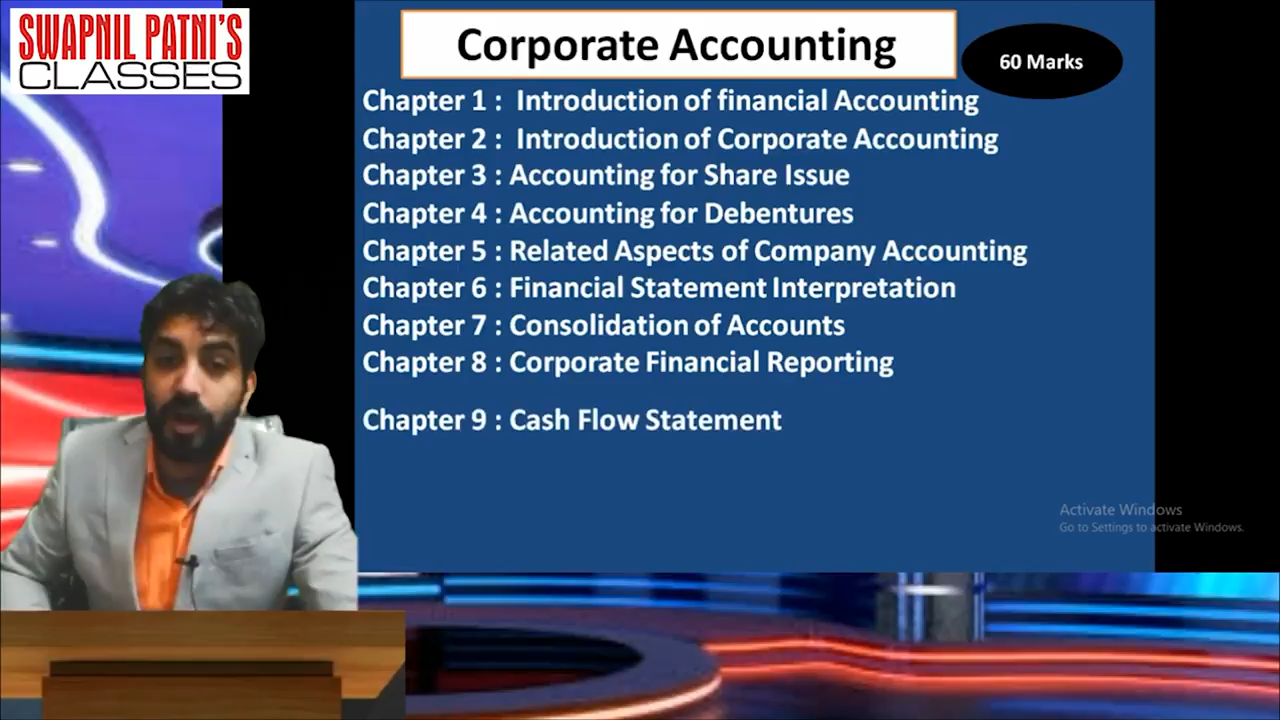 SWAPNIL PATNI'S
CLASSES
Corporate Accounting
60 Marks
Chapter 1 : Introduction of financial Accounting
Chapter 2 : Introduction of Corporate Accounting
Chapter 3 : Accounting for Share Issue
Chapter 4 : Accounting for Debentures
Chapter 5 : Related Aspects of Company Accounting
Chapter 6 : Financial Statement Interpretation
Chapter 7 : Consolidation of Accounts
Chapter 8 : Corporate Financial Reporting
Chapter 9 : Cash Flow Statement
Activate Windows
Go to Settings to activate Windows.